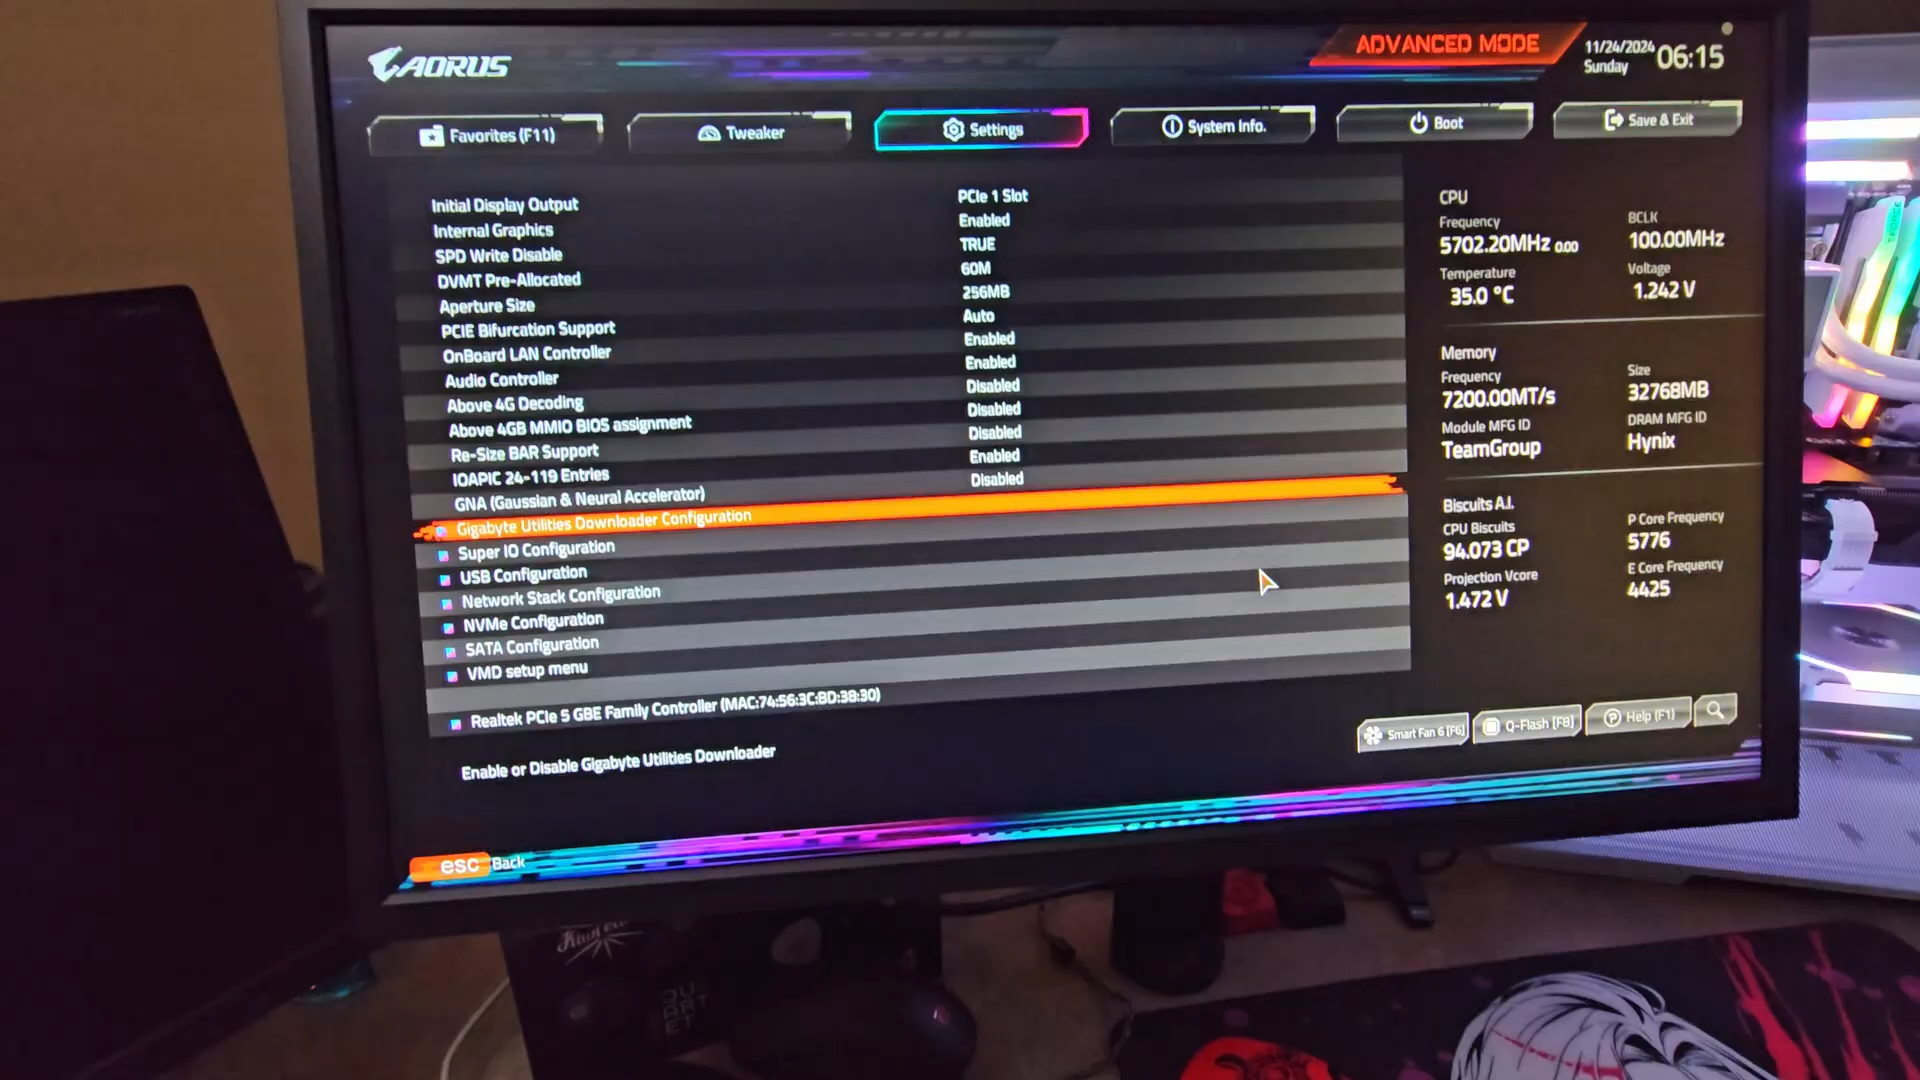 AORUS
ADVANCED MODE
11/24/2024
Sunday
06:15
Favorites (F11)
Tweaker
Settings
System Info.
Boot
Save & Exit
Initial Display Output PCIe 1 Slot
Internal Graphics Enabled
SPD Write Disable TRUE
DVMT Pre-Allocated 60M
Aperture Size 256MB
PCIE Bifurcation Support Auto
OnBoard LAN Controller Enabled
Audio Controller Enabled
Above 4G Decoding Disabled
Above 4GB MMIO BIOS assignment Disabled
Re-Size BAR Support Disabled
IOAPIC 24-119 Entries Enabled
GNA (Gaussian & Neural Accelerator) Disabled
Gigabyte Utilities Downloader Configuration
Super IO Configuration
USB Configuration
Network Stack Configuration
NVMe Configuration
SATA Configuration
VMD setup menu
Realtek PCIe 5 GBE Family Controller (MAC:74:56:3C:BD:38:30)
Enable or Disable Gigabyte Utilities Downloader
esc Back
CPU
Frequency BCLK
5702.20MHz 0.00 100.00MHz
Temperature Voltage
35.0 °C 1.242 V
Memory
Frequency Size
7200.00MT/s 32768MB
Module MFG ID DRAM MFG ID
TeamGroup Hynix
Biscuits A.I.
CPU Biscuits P Core Frequency
94.073 CP 5776
Projection Vcore E Core Frequency
1.472 V 4425
Smart Fan 6 [F6]
Q-Flash [F8]
Help (F1)